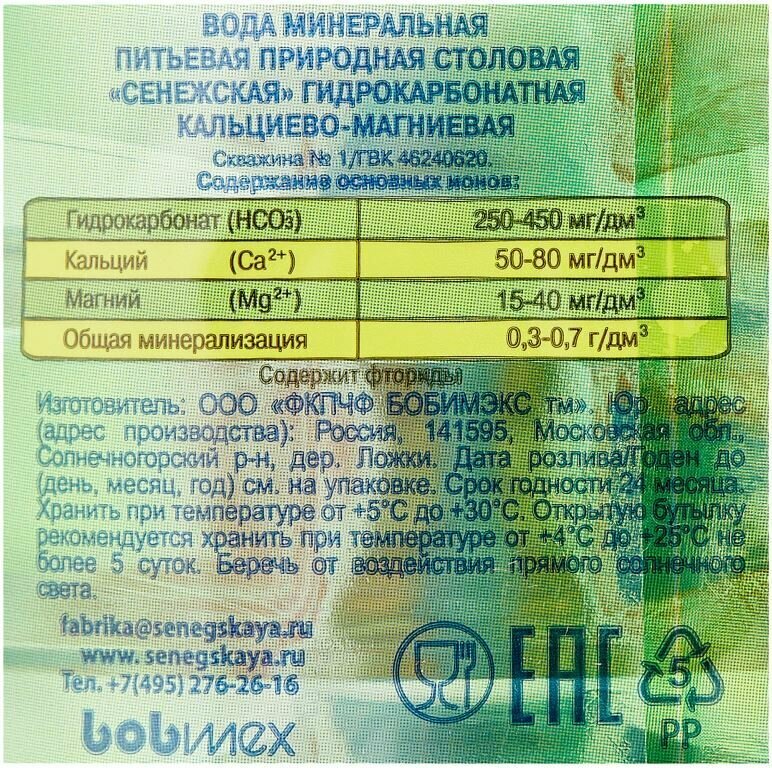 ВОДА МИНЕРАЛЬНАЯ
ПИТЬЕВАЯ ПРИРОДНАЯ СТОЛОВАЯ
«СЕНЕЖСКАЯ» ГИДРОКАРБОНАТНАЯ
КАЛЬЦИЕВО-МАГНИЕВАЯ
Скважина № 1/ГВК 46240620.
Содержание основных ионов:
Гидрокарбонат (HCO₃⁻) 250-450 мг/дм³
Кальций (Ca²⁺) 50-80 мг/дм³
Магний (Mg²⁺) 15-40 мг/дм³
Общая минерализация 0,3-0,7 г/дм³
Содержит фториды
Изготовитель: ООО «ФКПЧФ БОБИМЭКС тм». Юр адрес
(адрес производства): Россия, 141595, Московская обл.,
Солнечногорский р-н, дер. Ложки. Дата розлива/Годен до
(день, месяц, год) см. на упаковке. Срок годности 24 месяца.
Хранить при температуре от +5°С до +30°С. Открытую бутылку
рекомендуется хранить при температуре от +4°С до +25°С не
более 5 суток. Беречь от воздействия прямого солнечного
света.
fabrika@senegskaya.ru
www. senegskaya.ru
Тел. +7(495) 276-26-16
bobimex
EAC
5
PP